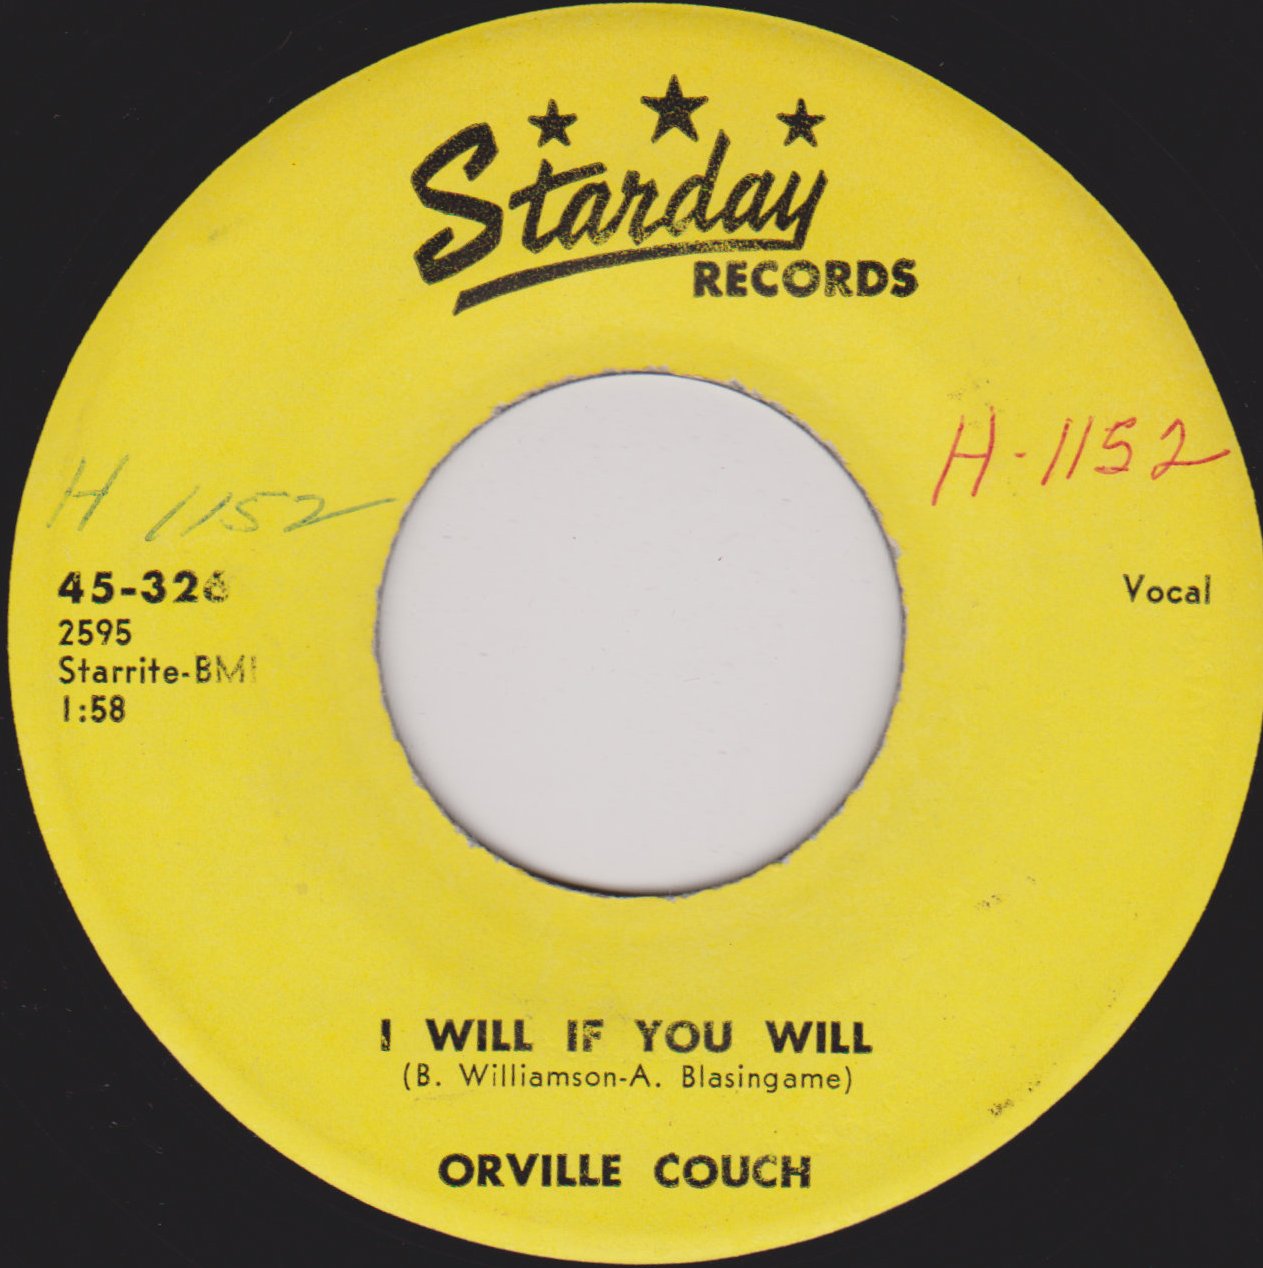 Starday
RECORDS
H-1152
H 1152
45-326
2595
Starrite-BMI
1:58
Vocal
I WILL IF YOU WILL
(B. Williamson-A. Blasingame)
ORVILLE COUCH